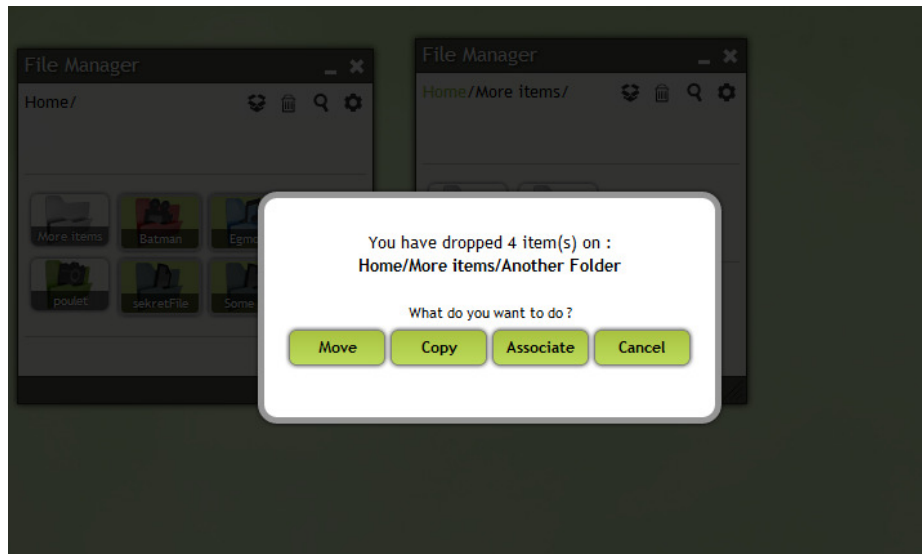 File Manager
Home/
More items
Batman
poulet
sekretFile
Some
File Manager
Home/More items/
You have dropped 4 item(s) on :
Home/More items/Another Folder
What do you want to do ?
Move
Copy
Associate
Cancel